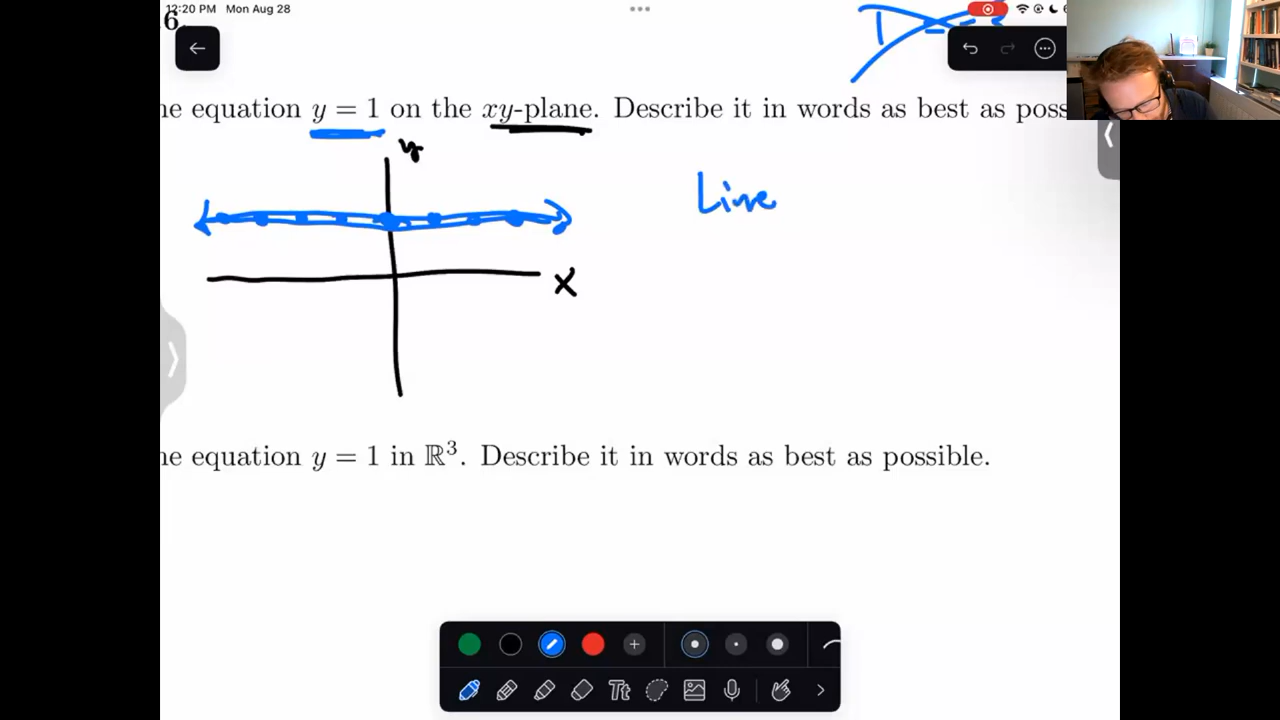 12:20 PM Mon Aug 28
6.
he equation y = 1 on the xy-plane. Describe it in words as best as poss
y
Line
x
he equation y = 1 in ℝ³. Describe it in words as best as possible.
Tt